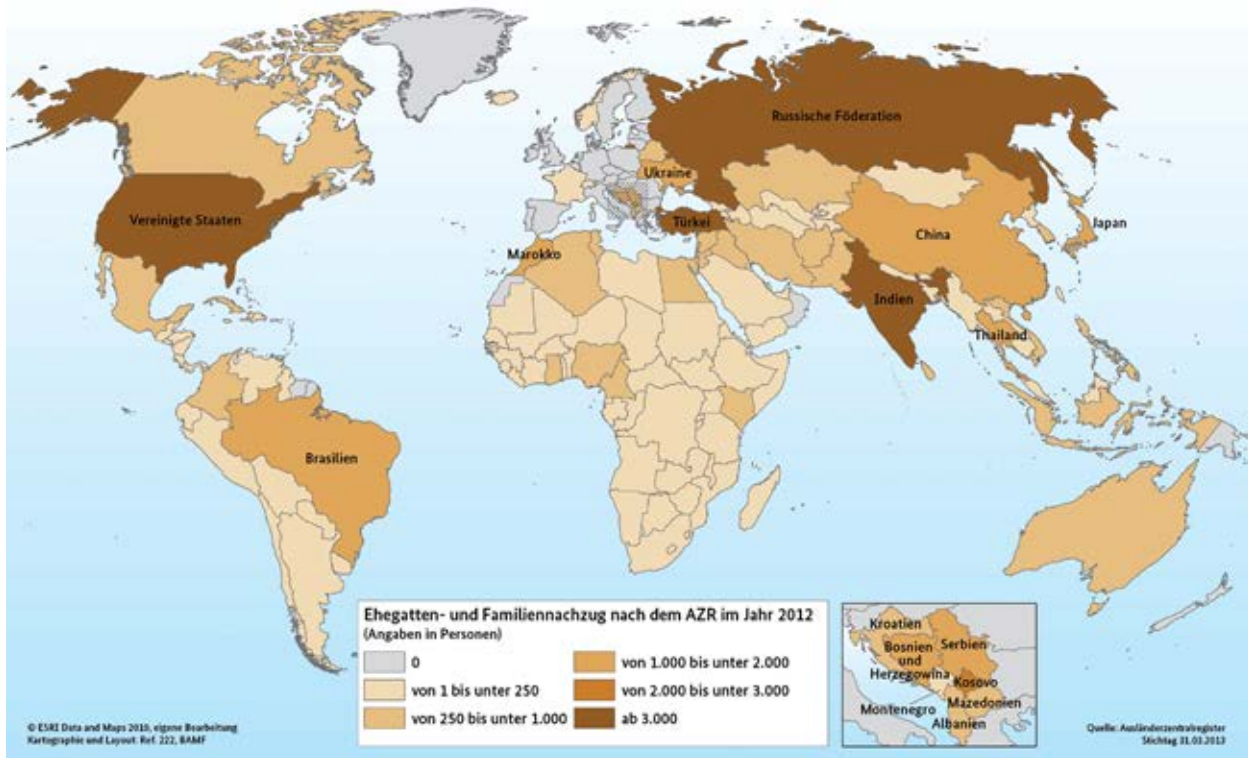 Russische Föderation
Ukraine
Vereinigte Staaten
Türkei
Japan
China
Marokko
Indien
Thailand
Brasilien
Ehegatten- und Familiennachzug nach dem AZR im Jahr 2012
(Angaben in Personen)
0
von 1 bis unter 250
von 250 bis unter 1.000
von 1.000 bis unter 2.000
von 2.000 bis unter 3.000
ab 3.000
Kroatien
Bosnien
und
Herzegowina
Serbien
Kosovo
Mazedonien
Montenegro
Albanien
© ESRI Data and Maps 2010, eigene Bearbeitung
Kartographie und Layout: Ref. 222, BAMF
Quelle: Ausländerzentralregister
Stichtag 31.03.2013